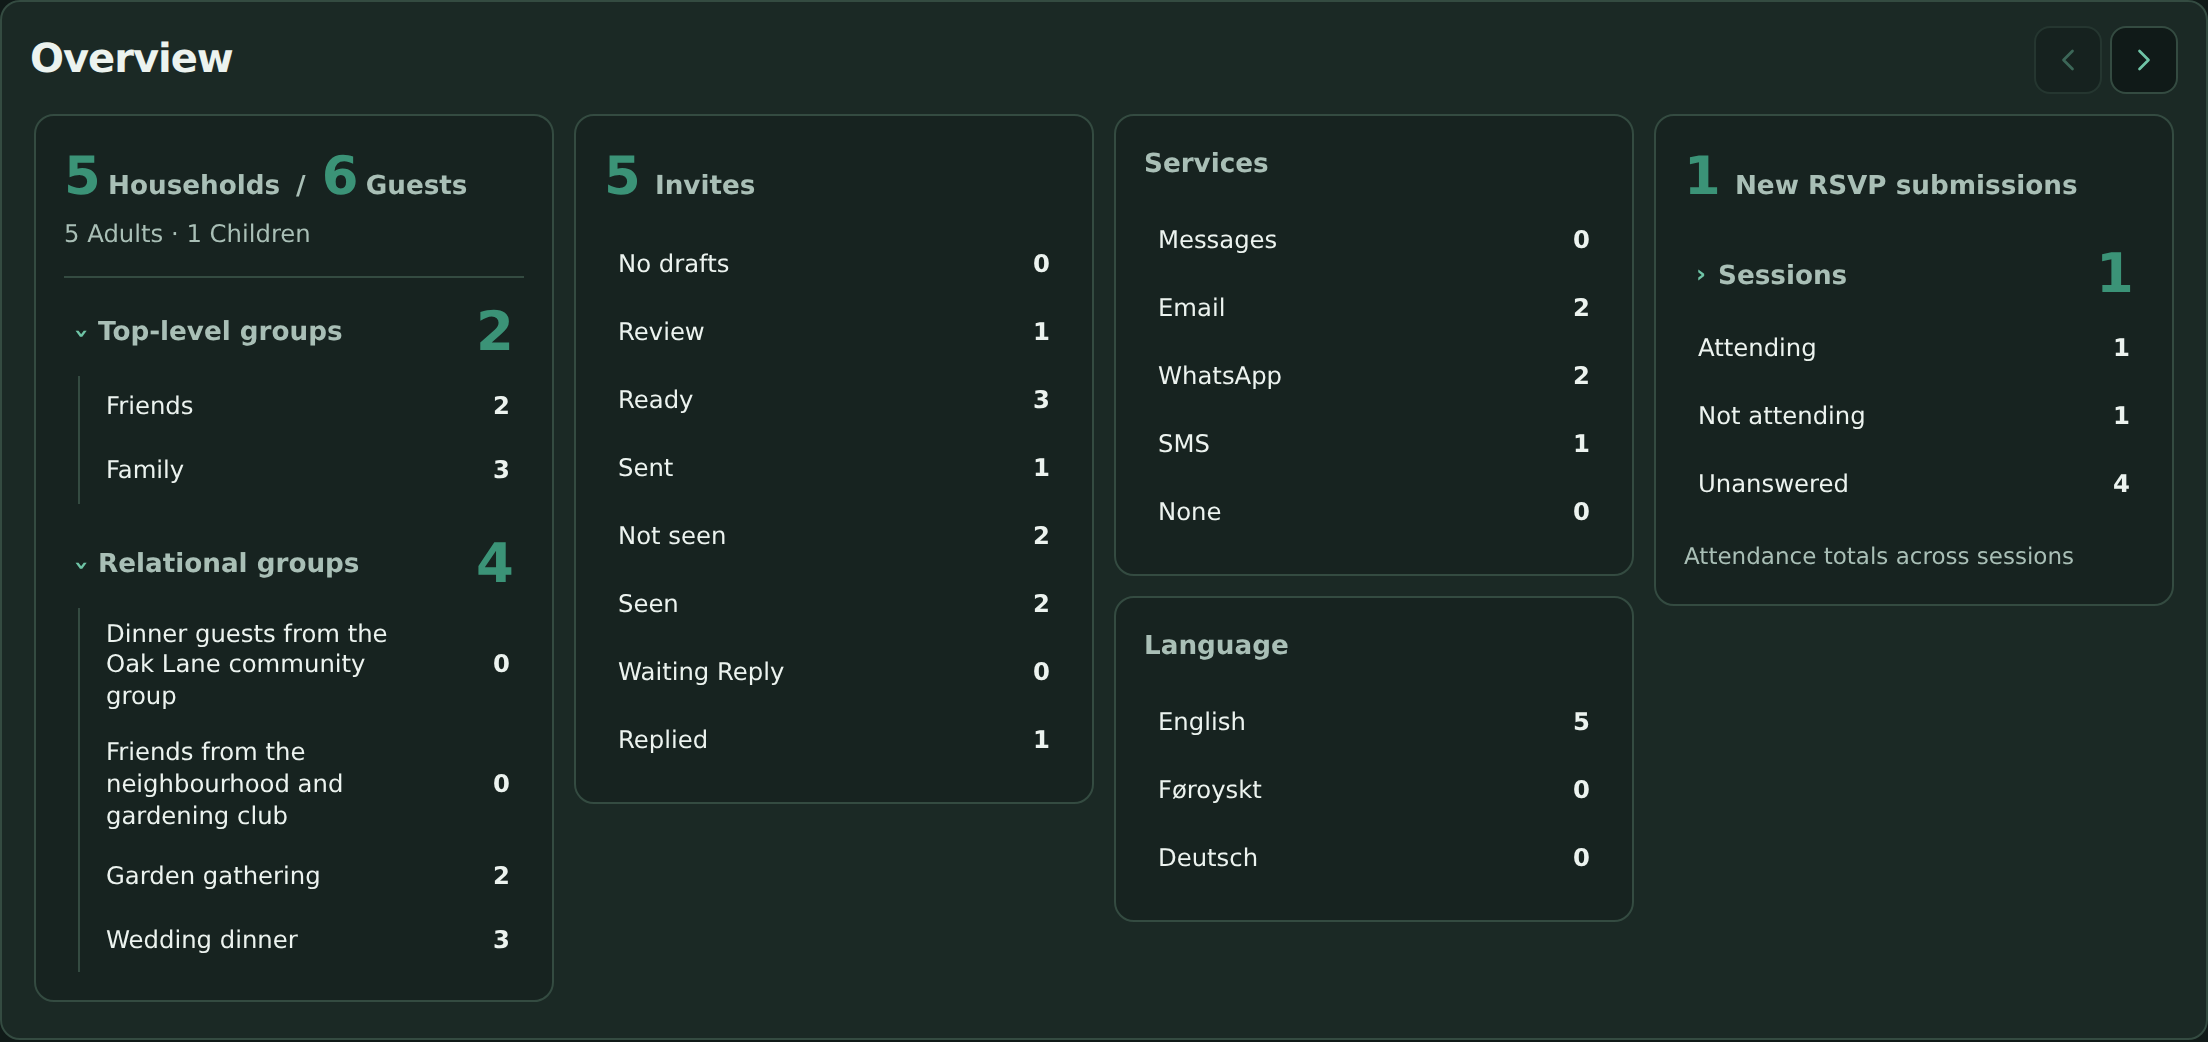 Overview
5 Households / 6 Guests
5 Adults · 1 Children
Top-level groups 2
Friends 2
Family 3
Relational groups 4
Dinner guests from the
Oak Lane community 0
group
Friends from the
neighbourhood and 0
gardening club
Garden gathering 2
Wedding dinner 3
5 Invites
No drafts 0
Review 1
Ready 3
Sent 1
Not seen 2
Seen 2
Waiting Reply 0
Replied 1
Services
Messages 0
Email 2
WhatsApp 2
SMS 1
None 0
Language
English 5
Føroyskt 0
Deutsch 0
1 New RSVP submissions
Sessions 1
Attending 1
Not attending 1
Unanswered 4
Attendance totals across sessions